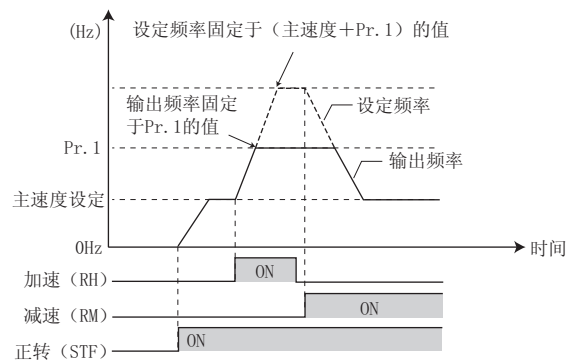 (Hz)
设定频率固定于（主速度＋Pr.1）的值
输出频率固定
于Pr.1的值
设定频率
Pr.1
输出频率
主速度设定
0Hz
时间
加速（RH）
ON
减速（RM）
ON
正转（STF）
ON